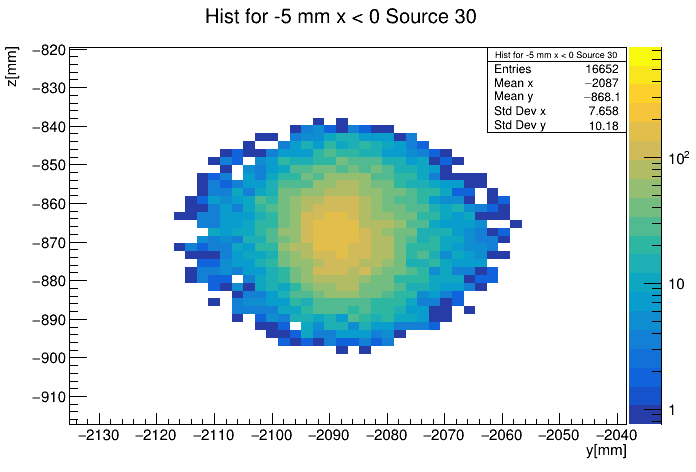 Hist for -5 mm x < 0 Source 30
z[mm]
−820
−830
−840
−850
−860
−870
−880
−890
−900
−910
Hist for -5 mm x < 0 Source 30
Entries 16652
Mean x −2087
Mean y −868.1
Std Dev x 7.658
Std Dev y 10.18
10²
10
1
−2130 −2120 −2110 −2100 −2090 −2080 −2070 −2060 −2050 −2040
y[mm]